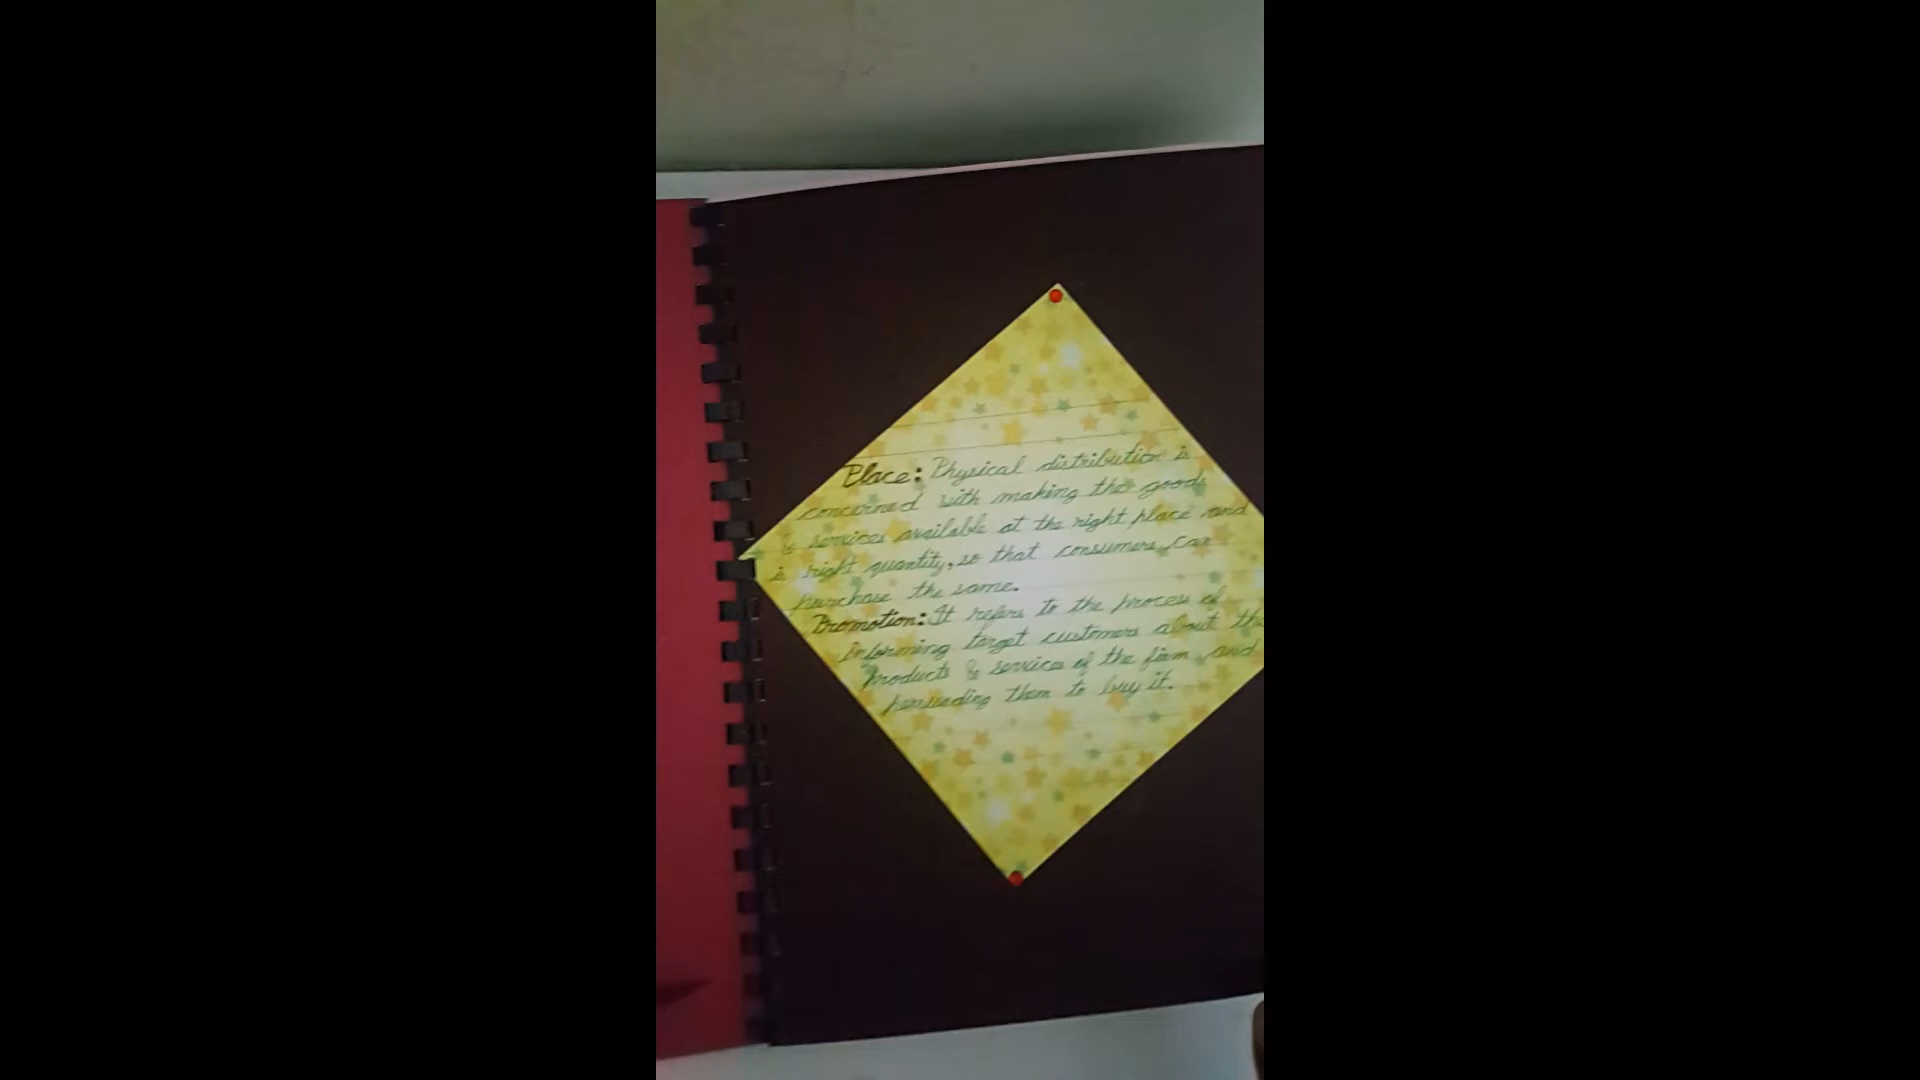 Place: Physical distribution is
concerned with making the goods
& services available at the right place and
is right quantity, so that consumers can
purchase the same.
Promotion: It refers to the process of
informing target customers about the
products & services of the firm and
persuading them to buy it.